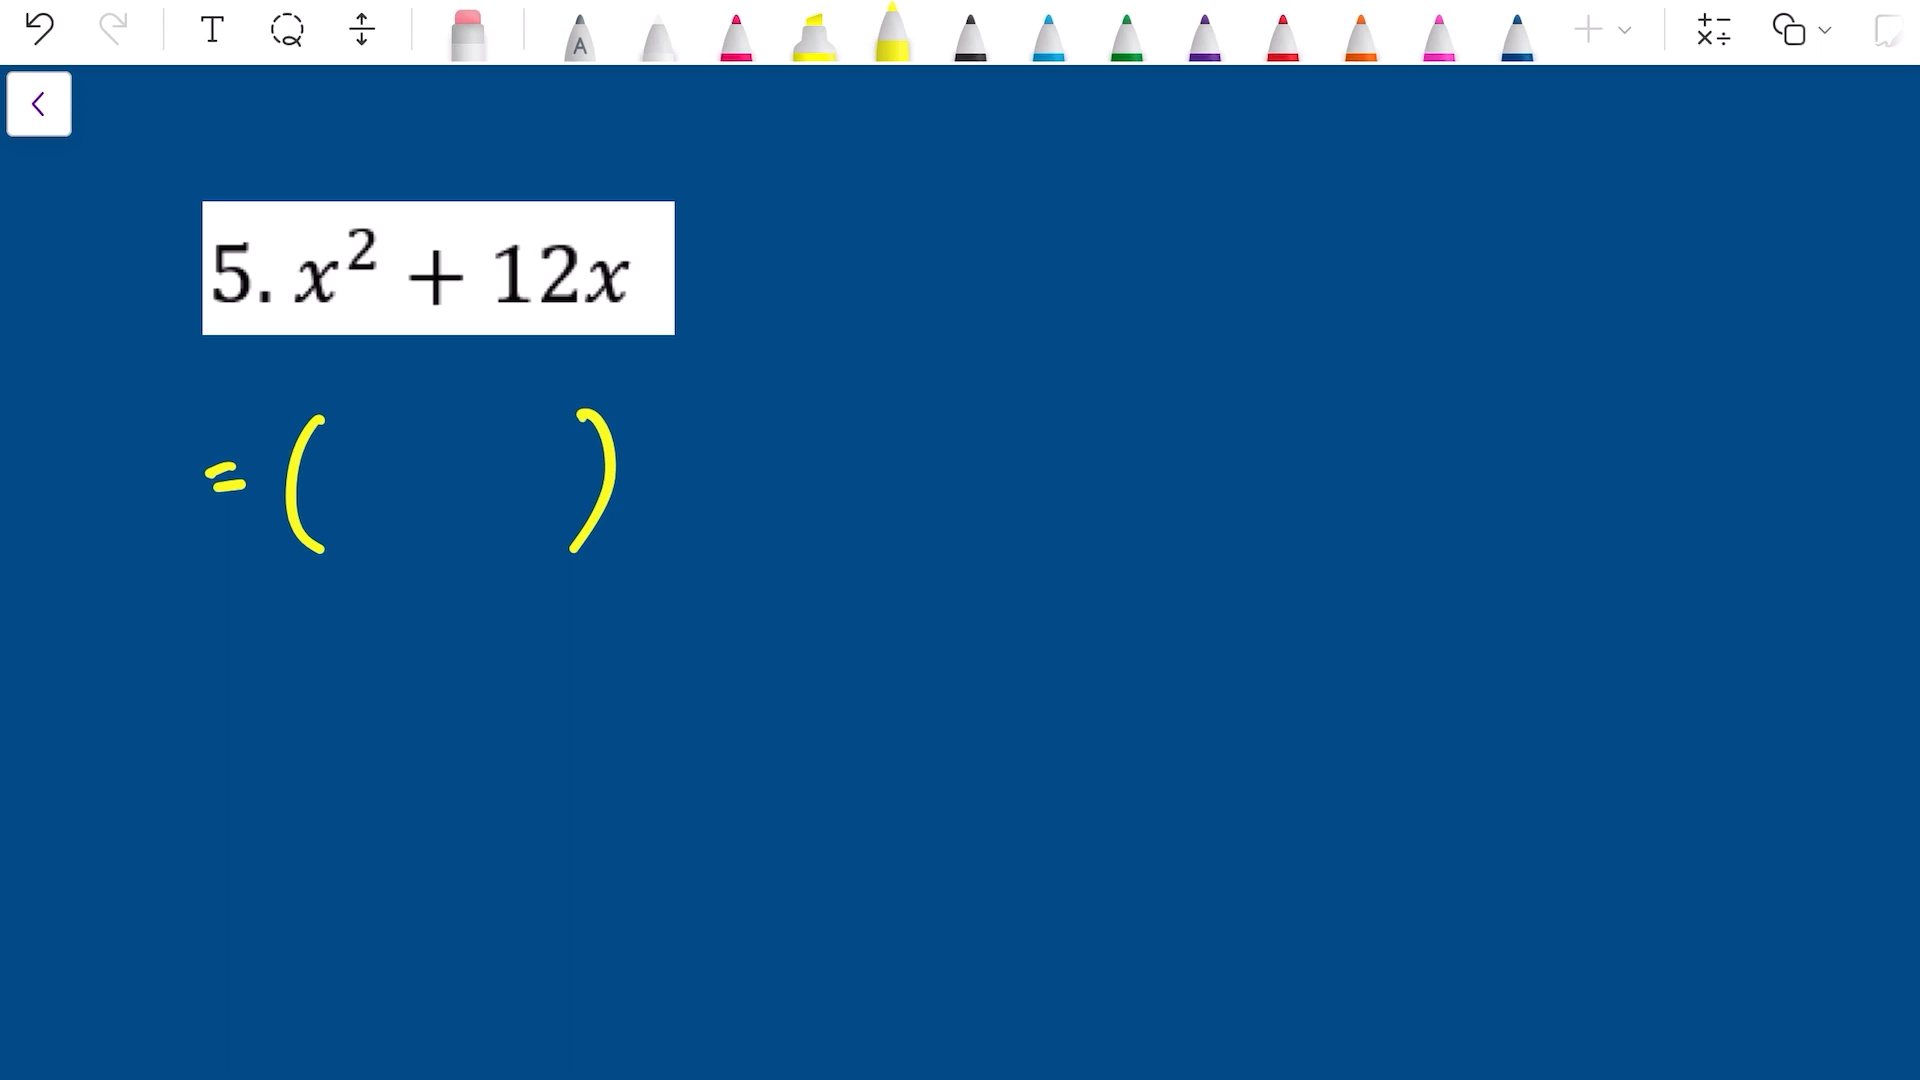 T
A
5. x² + 12x
= ( )